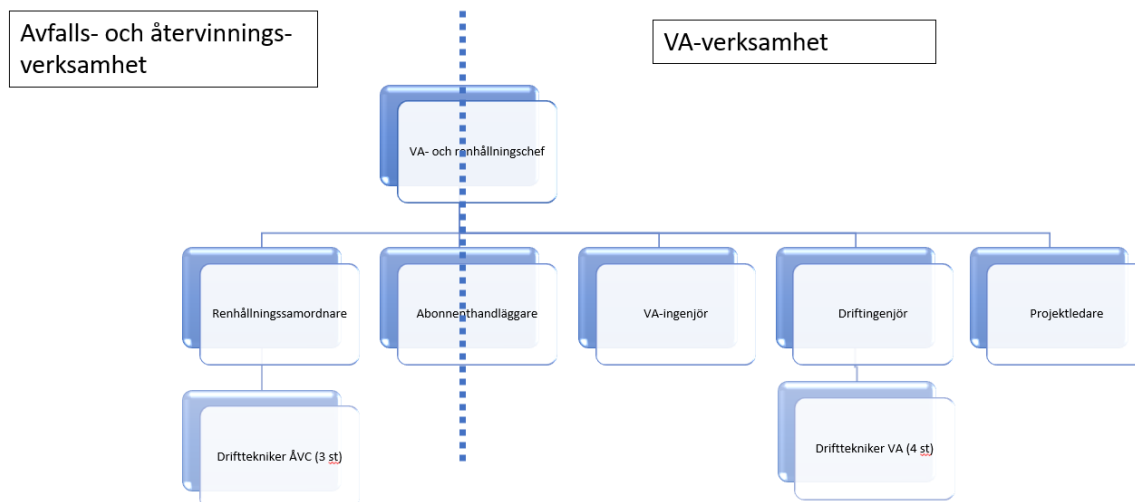 Avfalls- och återvinnings-
verksamhet
VA-verksamhet
VA- och renhållningschef
Renhållningssamordnare
Abonnenthandläggare
VA-ingenjör
Driftingenjör
Projektledare
Drifttekniker ÅVC (3 st)
Drifttekniker VA (4 st)